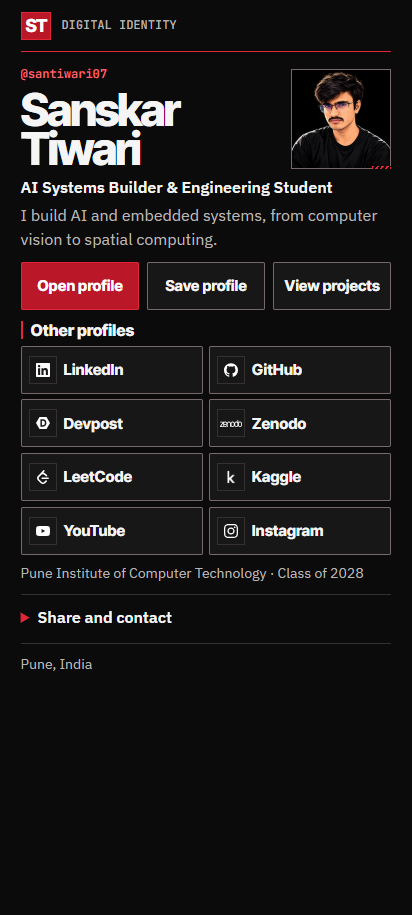 ST DIGITAL IDENTITY
@santiwari07
Sanskar
Tiwari
AI Systems Builder & Engineering Student
I build AI and embedded systems, from computer
vision to spatial computing.
Open profile Save profile View projects
Other profiles
LinkedIn GitHub
Devpost zenodo Zenodo
LeetCode k Kaggle
YouTube Instagram
Pune Institute of Computer Technology · Class of 2028
Share and contact
Pune, India